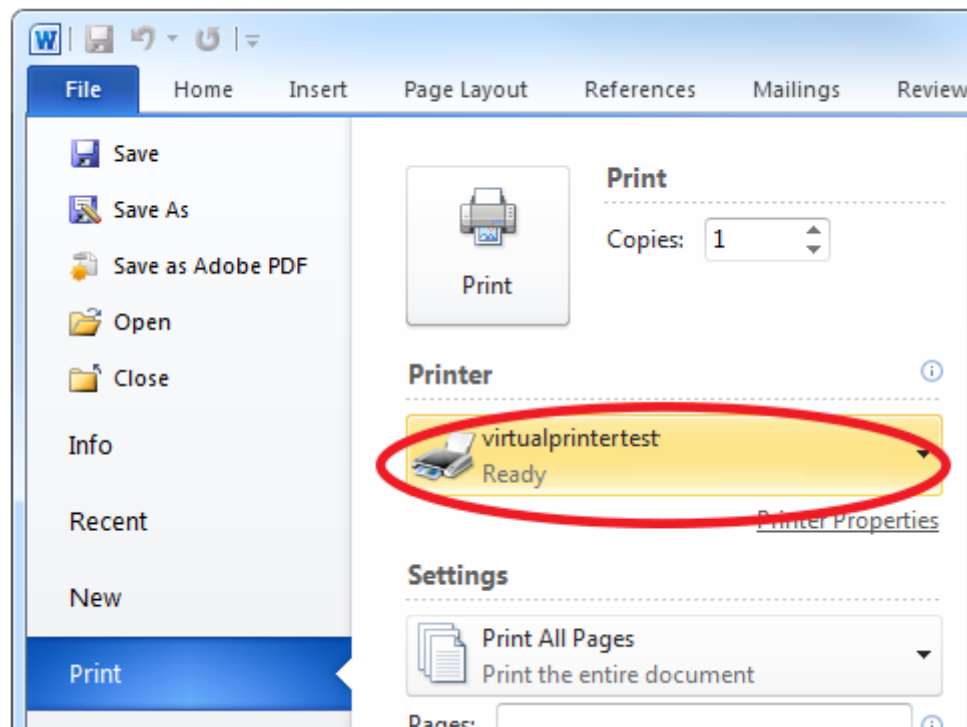 File Home Insert Page Layout References Mailings Review
Save
Save As
Save as Adobe PDF
Open
Close
Info
Recent
New
Print
Print
Print
Copies: 1
Printer
virtualprintertest
Ready
Printer Properties
Settings
Print All Pages
Print the entire document
Pages: